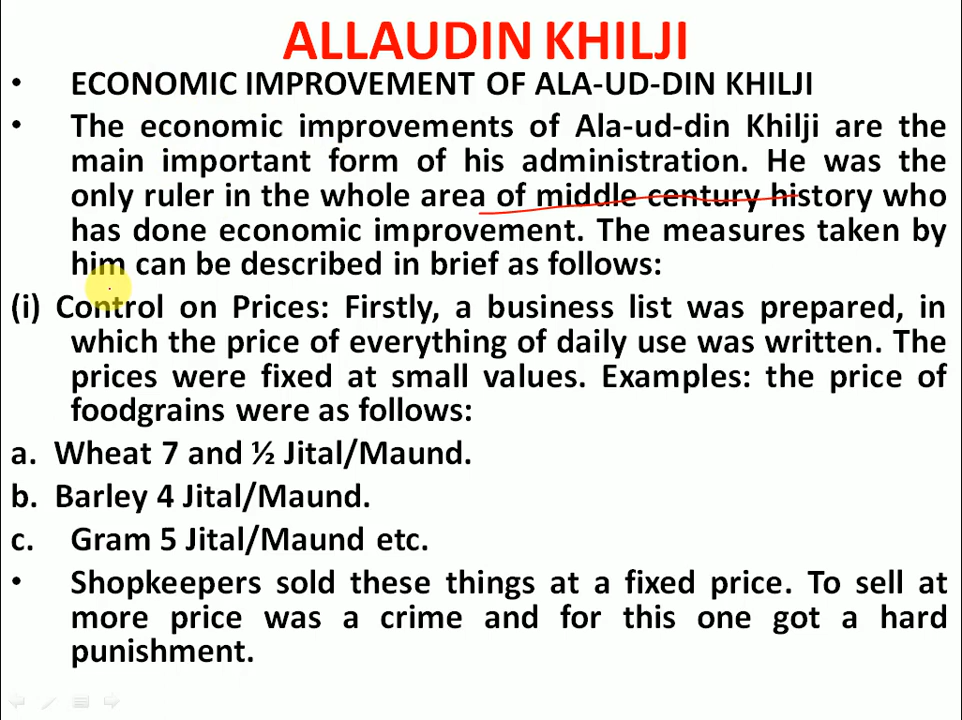 ALLAUDIN KHILJI
• ECONOMIC IMPROVEMENT OF ALA-UD-DIN KHILJI
• The economic improvements of Ala-ud-din Khilji are the
main important form of his administration. He was the
only ruler in the whole area of middle century history who
has done economic improvement. The measures taken by
him can be described in brief as follows:
(i) Control on Prices: Firstly, a business list was prepared, in
which the price of everything of daily use was written. The
prices were fixed at small values. Examples: the price of
foodgrains were as follows:
a. Wheat 7 and ½ Jital/Maund.
b. Barley 4 Jital/Maund.
c. Gram 5 Jital/Maund etc.
• Shopkeepers sold these things at a fixed price. To sell at
more price was a crime and for this one got a hard
punishment.